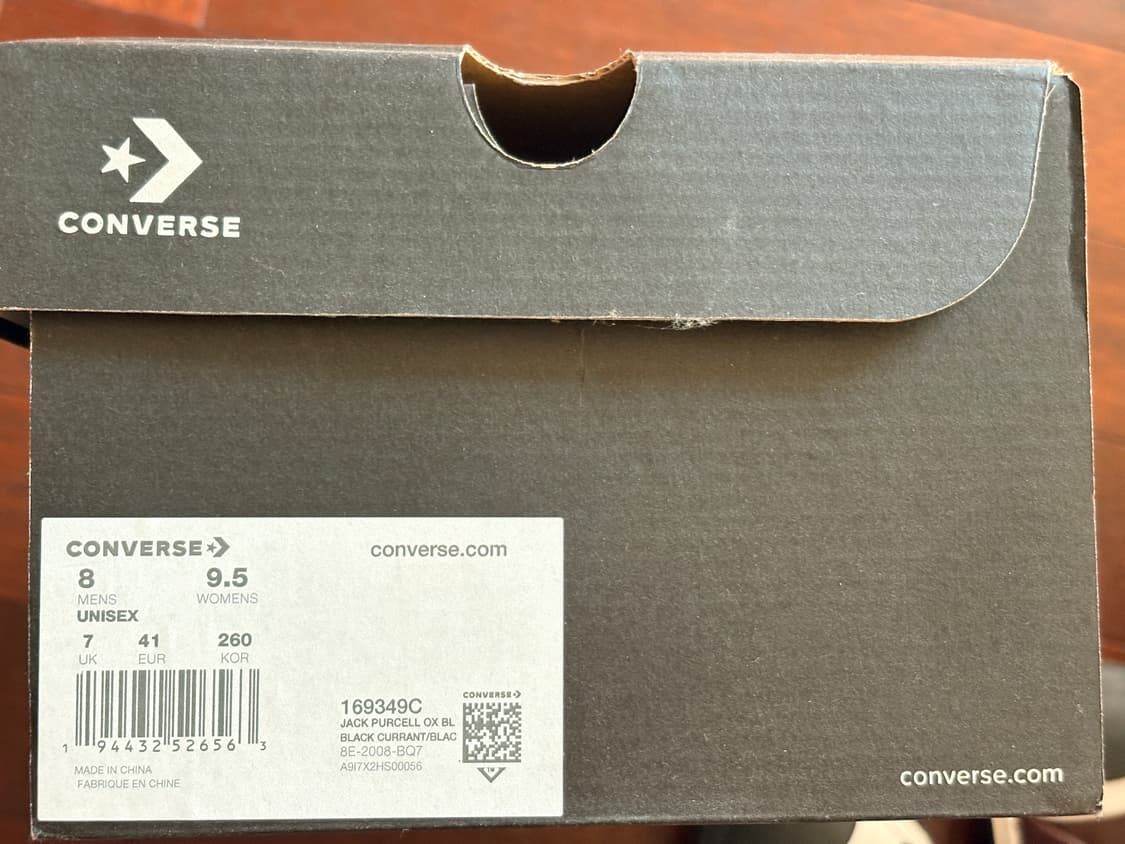 CONVERSE
CONVERSE
converse.com
8 9.5
MENS WOMENS
UNISEX
7 41 260
UK EUR KOR
1 94432 52656 3
MADE IN CHINA
FABRIQUE EN CHINE
CONVERSE
169349C
JACK PURCELL OX BL
BLACK CURRANT/BLAC
8E-2008-BQ7
A9I7X2HS00056
TM
converse.com